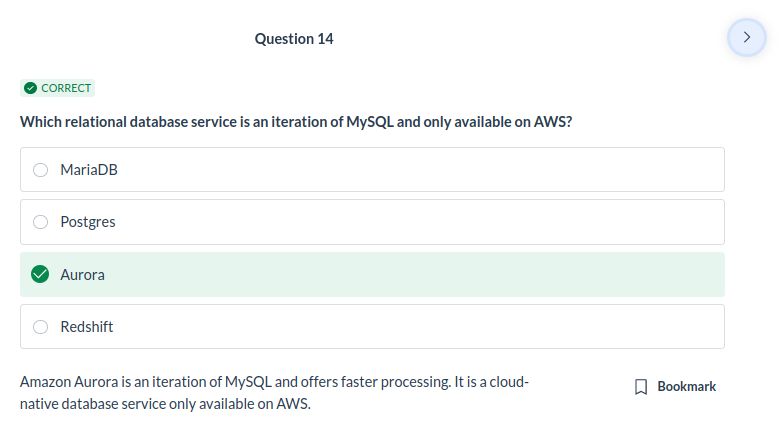 Question 14
CORRECT
Which relational database service is an iteration of MySQL and only available on AWS?
MariaDB
Postgres
Aurora
Redshift
Amazon Aurora is an iteration of MySQL and offers faster processing. It is a cloud-
native database service only available on AWS.
Bookmark